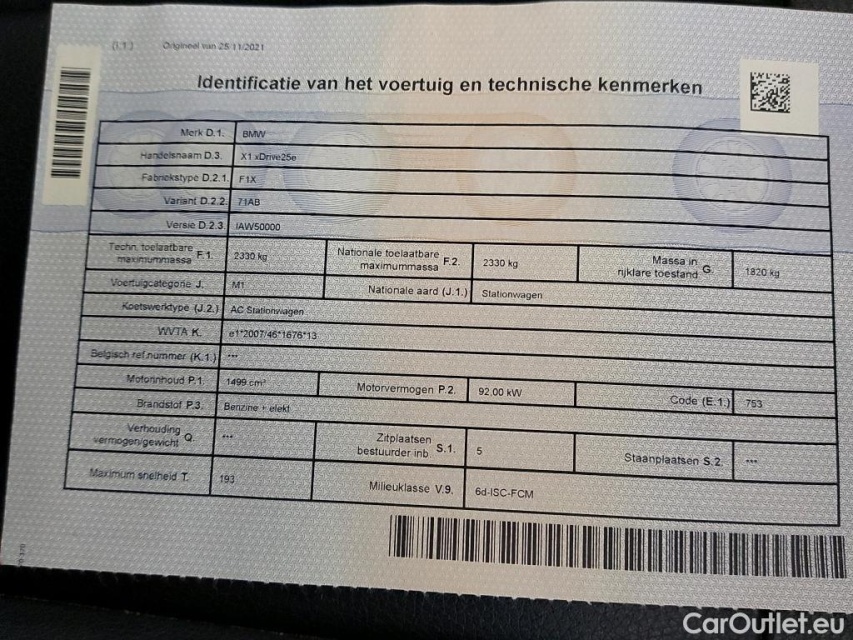 (I.1.) Origineel van 25/11/2021
Identificatie van het voertuig en technische kenmerken
Merk D.1. BMW
Handelsnaam D.3. X1 xDrive25e
Fabriekstype D.2.1. F1X
Variant D.2.2. 71AB
Versie D.2.3. IAW50000
Techn. toelaatbare maximummassa F.1. 2330 kg Nationale toelaatbare maximummassa F.2. 2330 kg Massa in rijklare toestand G. 1820 kg
Voertuigcategorie J. M1 Nationale aard (J.1.) Stationwagen
Koetswerktype (J.2.) AC Stationwagen
WVTA K. e1*2007/46*1676*13
Belgisch ref.nummer (K.1.) ---
Motorinhoud P.1. 1499 cm³ Motorvermogen P.2. 92,00 kW Code (E.1.) 753
Brandstof P.3. Benzine + elekt
Verhouding vermogen/gewicht Q. --- Zitplaatsen bestuurder inb. S.1. 5 Staanplaatsen S.2. ---
Maximum snelheid T. 193 Milieuklasse V.9. 6d-ISC-FCM
CarOutlet.eu